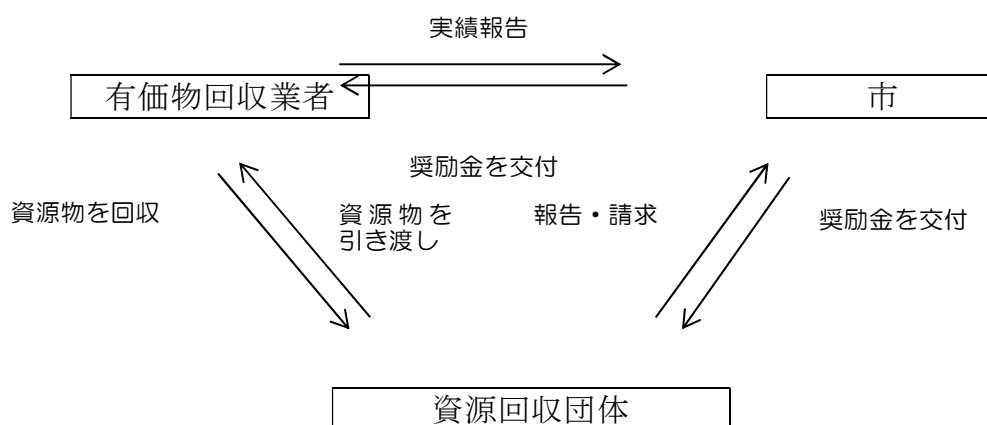 実績報告
有価物回収業者
市
奨励金を交付
資源物を回収
資源物を
引き渡し
報告・請求
奨励金を交付
資源回収団体